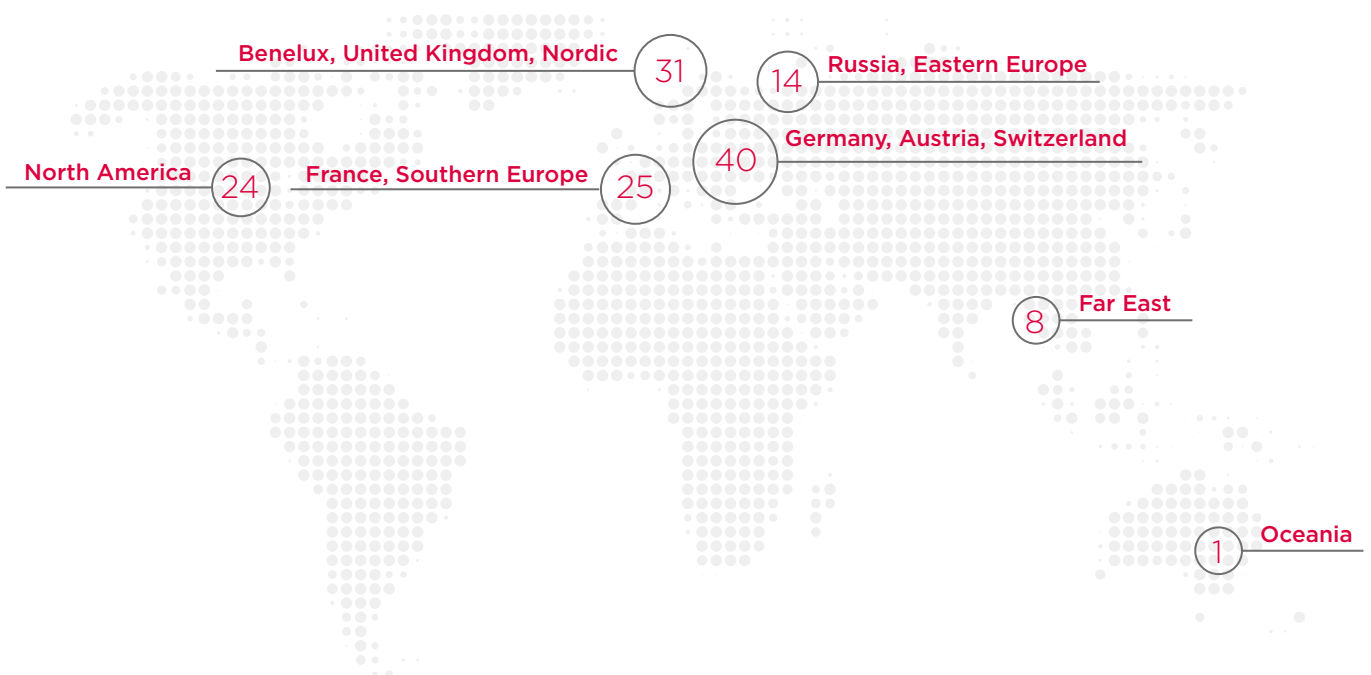 Benelux, United Kingdom, Nordic
31
14
Russia, Eastern Europe
40
Germany, Austria, Switzerland
North America
24
France, Southern Europe
25
8
Far East
1
Oceania